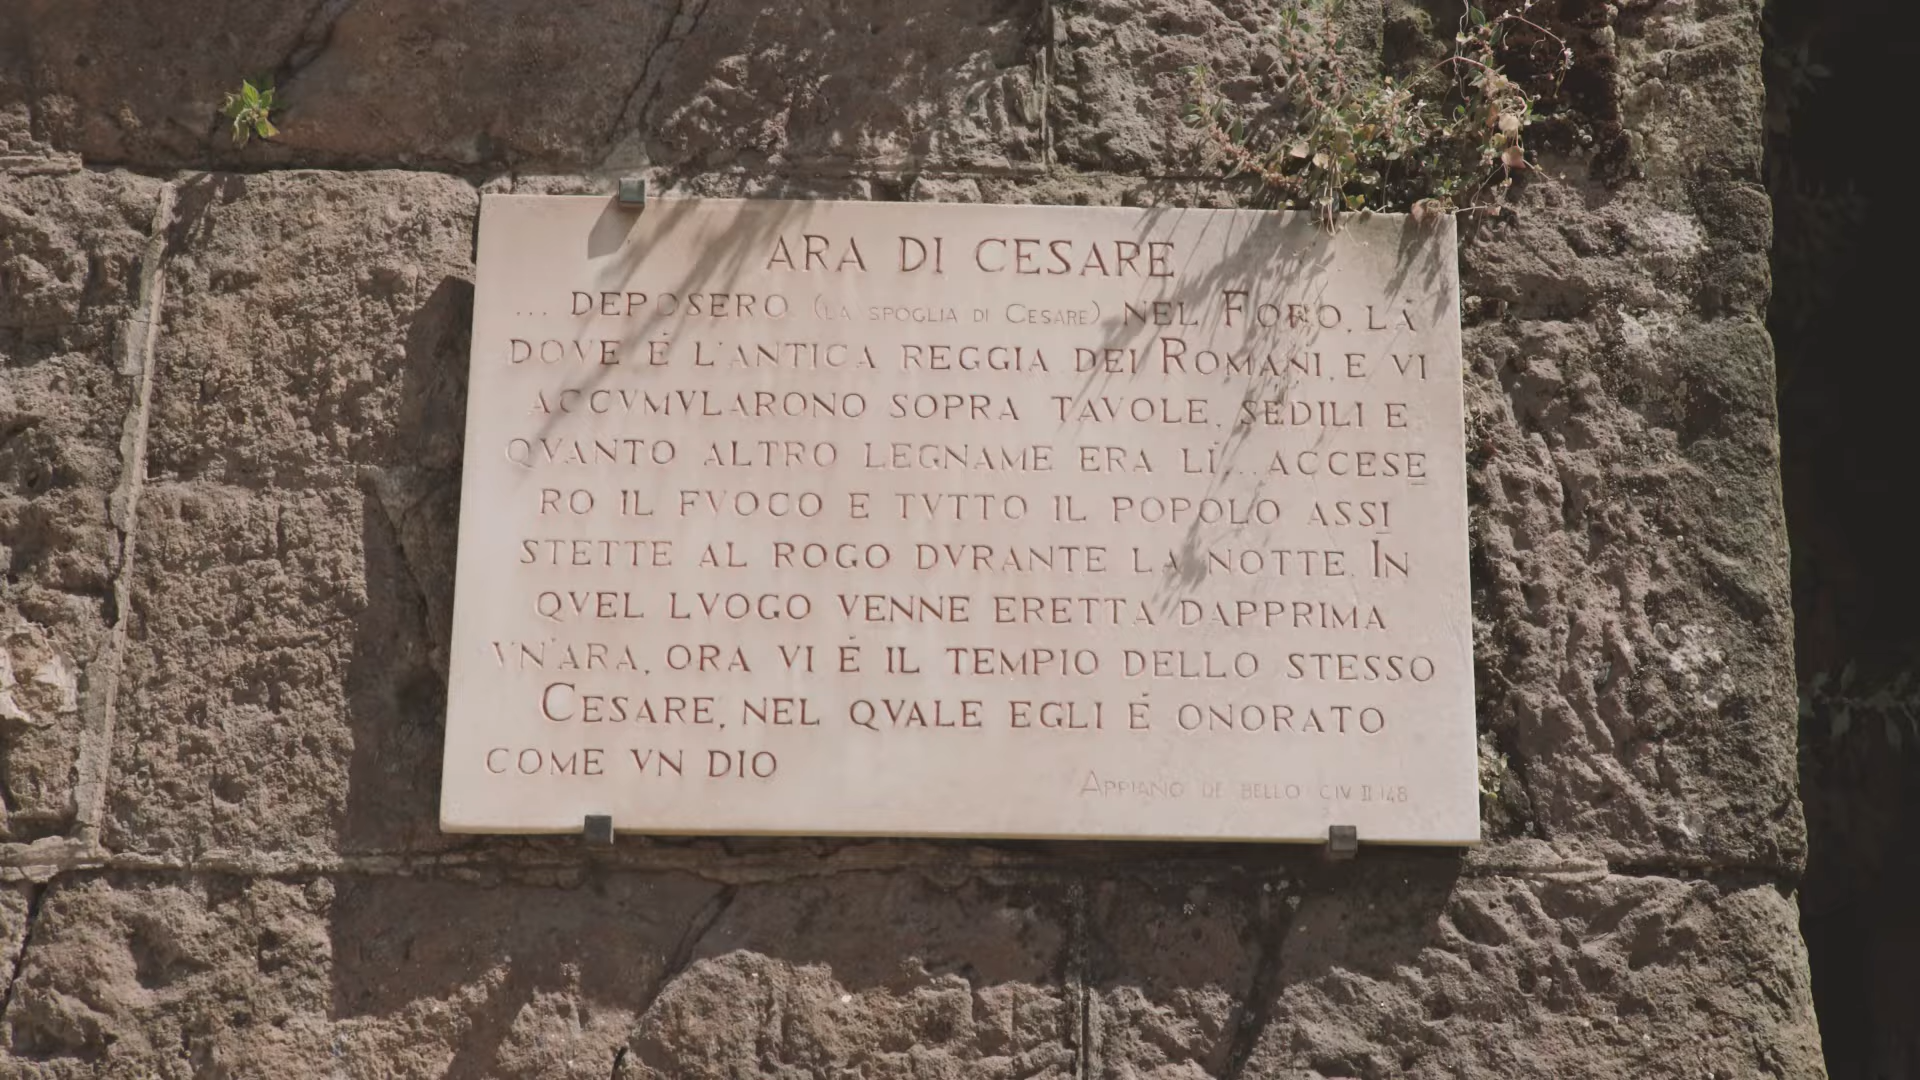 ARA DI CESARE
... DEPOSERO (LA SPOGLIA DI CESARE) NEL FORO, LÁ
DOVE É L'ANTICA REGGIA DEI ROMANI, E VI
ACCVMVLARONO SOPRA TAVOLE, SEDILI E
QVANTO ALTRO LEGNAME ERA LÍ... ACCESE
RO IL FVOCO E TVTTO IL POPOLO ASSI
STETTE AL ROGO DVRANTE LA NOTTE. IN
QVEL LVOGO VENNE ERETTA DAPPRIMA
VN'ARA, ORA VI É IL TEMPIO DELLO STESSO
CESARE, NEL QVALE EGLI É ONORATO
COME VN DIO
APPIANO DE BELLO CIV II 148